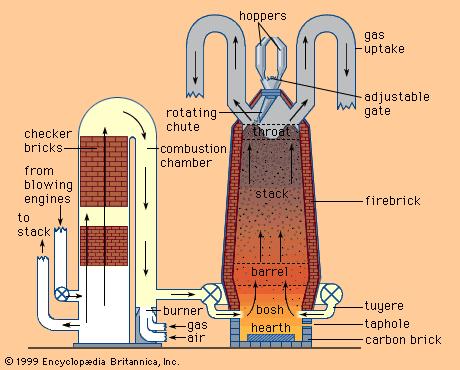 hoppers
gas
uptake
adjustable
gate
rotating
chute
throat
checker
bricks
combustion
chamber
from
blowing
engines
to
stack
stack
firebrick
barrel
burner
gas
air
bosh
hearth
tuyere
taphole
carbon brick
© 1999 Encyclopædia Britannica, Inc.